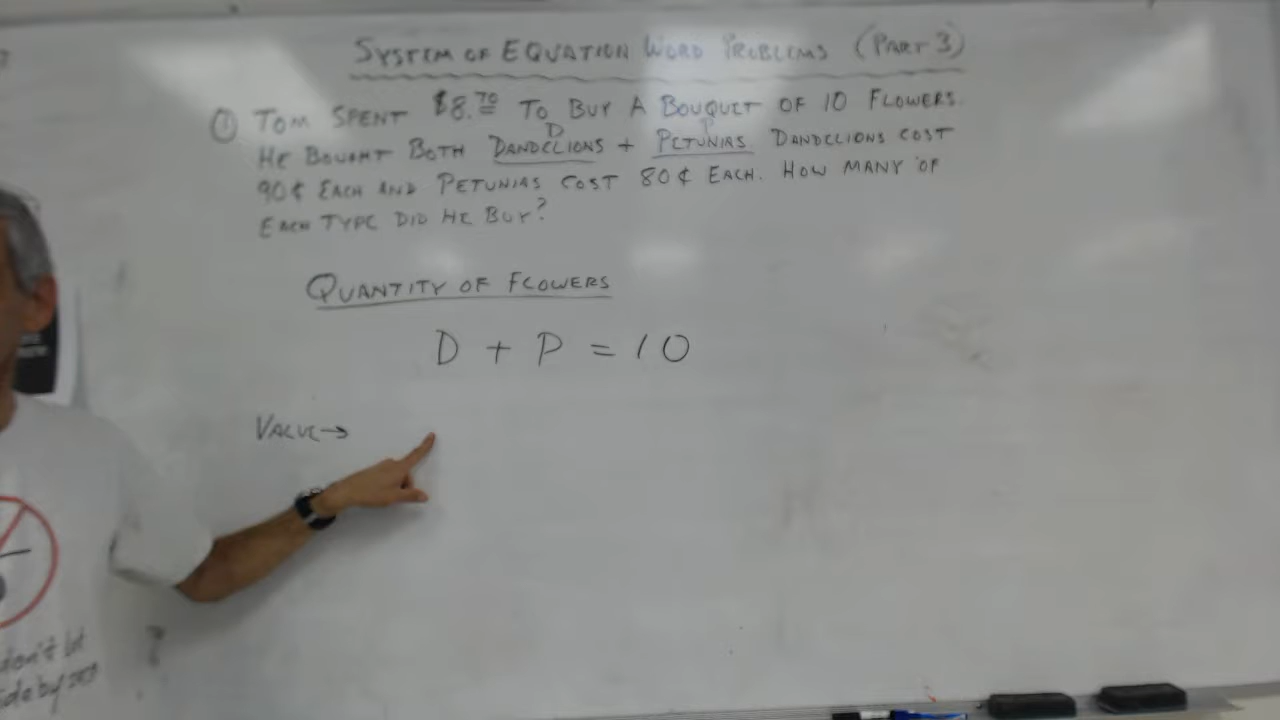 SYSTEM OF EQUATION WORD PROBLEMS (PART 3)
① TOM SPENT $8.70 TO BUY A BOUQUET OF 10 FLOWERS.
D P
HE BOUGHT BOTH DANDELIONS + PETUNIAS DANDELIONS COST
90¢ EACH AND PETUNIAS COST 80¢ EACH. HOW MANY OF
EACH TYPE DID HE BUY?
QUANTITY OF FLOWERS
D + P = 10
VALUE→
don't
by